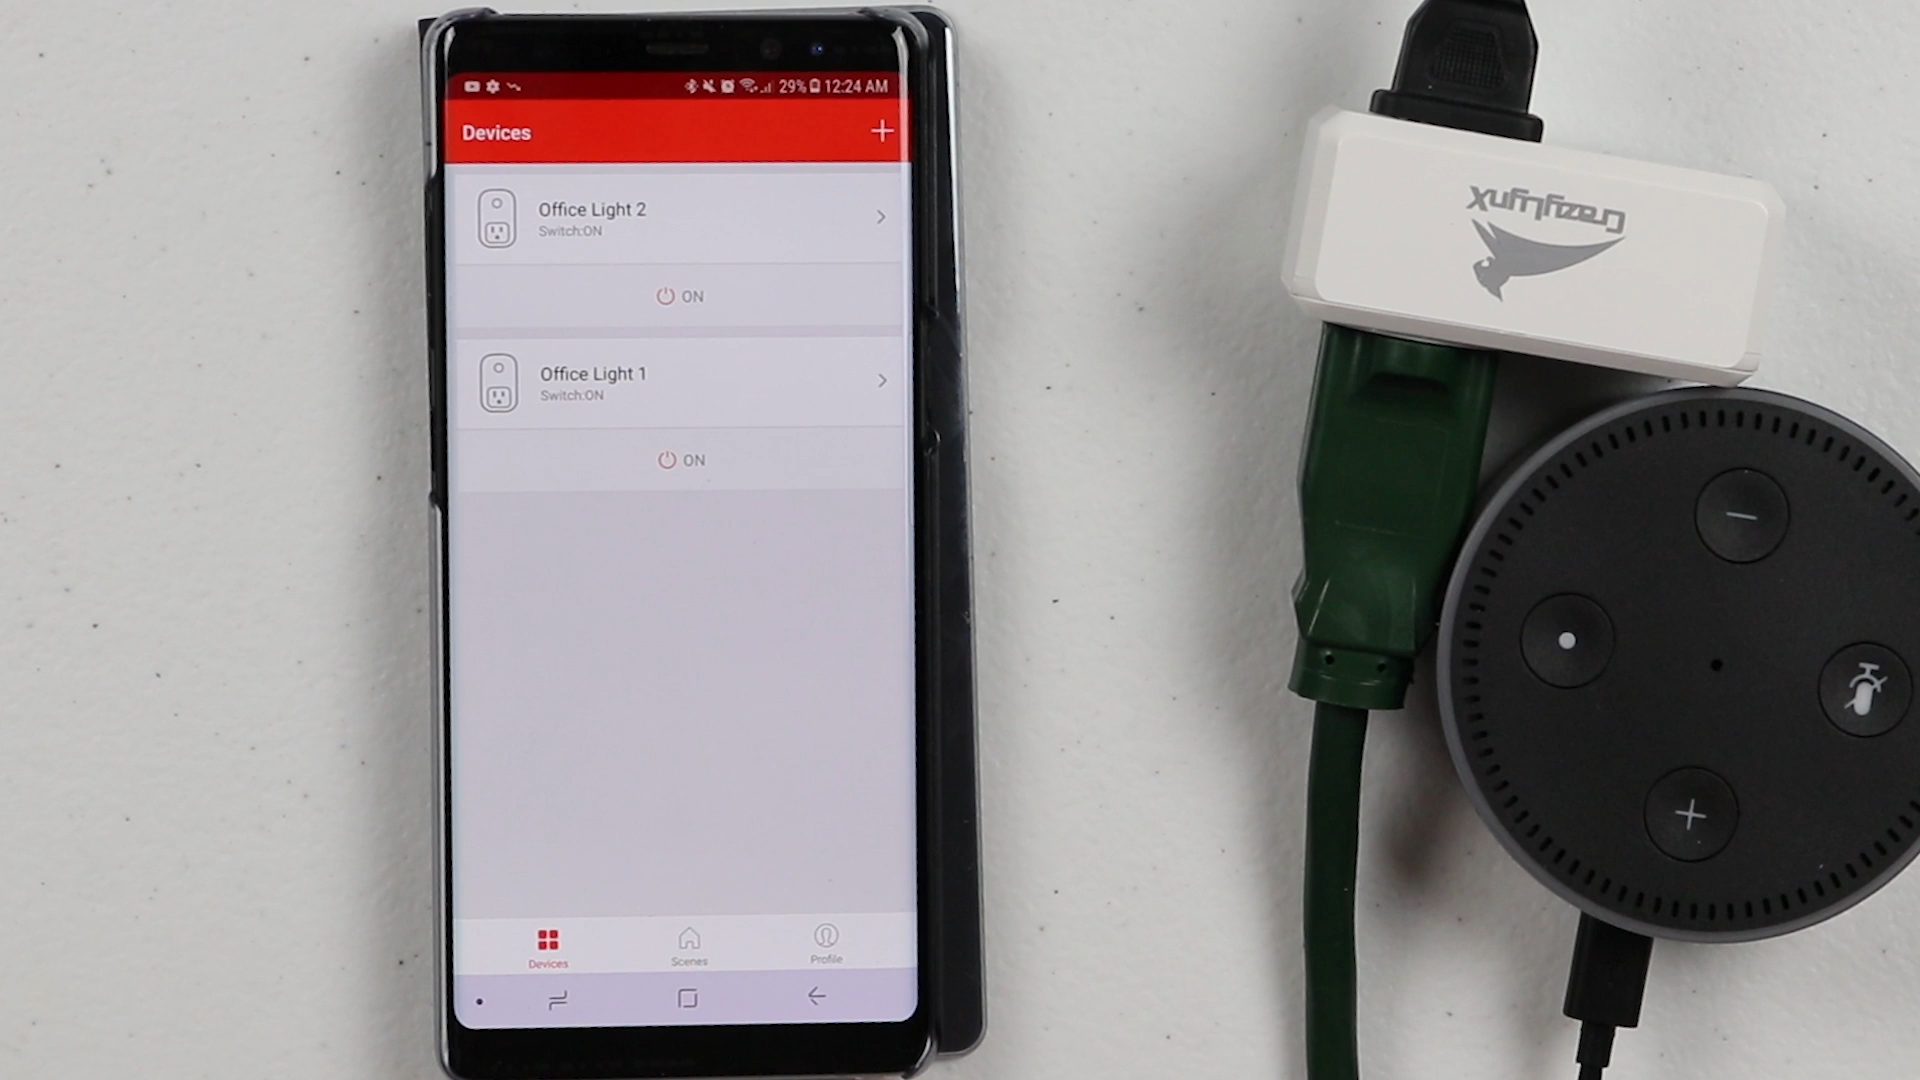 29% 12:24 AM
Devices
Office Light 2
Switch:ON
ON
Office Light 1
Switch:ON
ON
Devices
Scenes
Profile
CrazyLynX